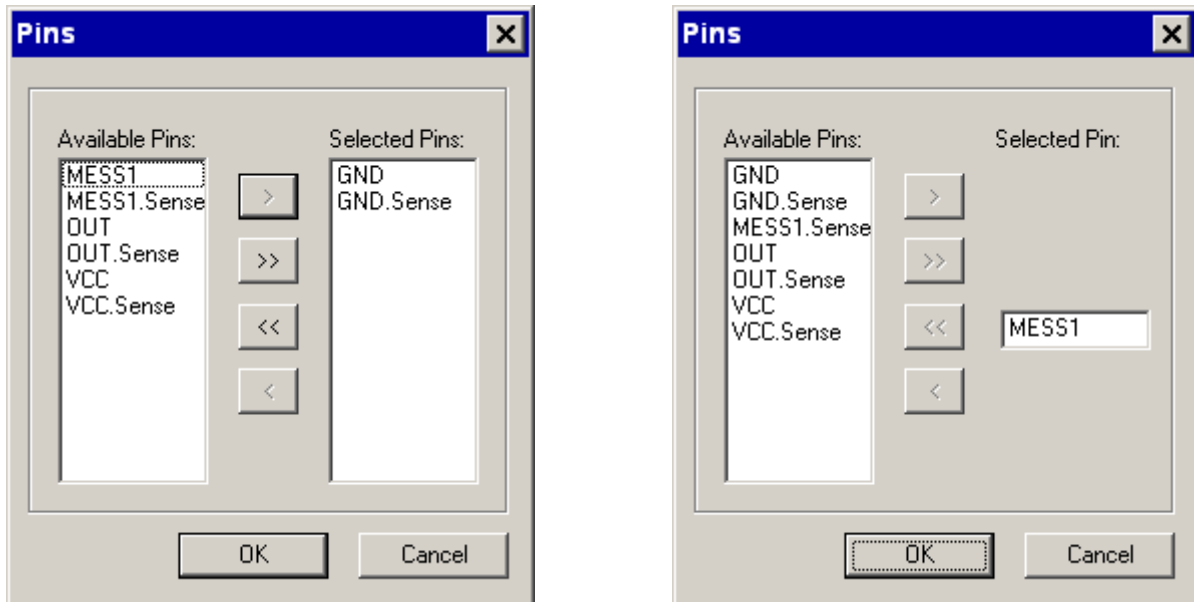 Pins
Available Pins:
Selected Pins:
MESS1
MESS1.Sense
OUT
OUT.Sense
VCC
VCC.Sense
>
>>
<<
<
GND
GND.Sense
OK
Cancel
Pins
Available Pins:
Selected Pin:
GND
GND.Sense
MESS1.Sense
OUT
OUT.Sense
VCC
VCC.Sense
>
>>
<<
<
MESS1
OK
Cancel